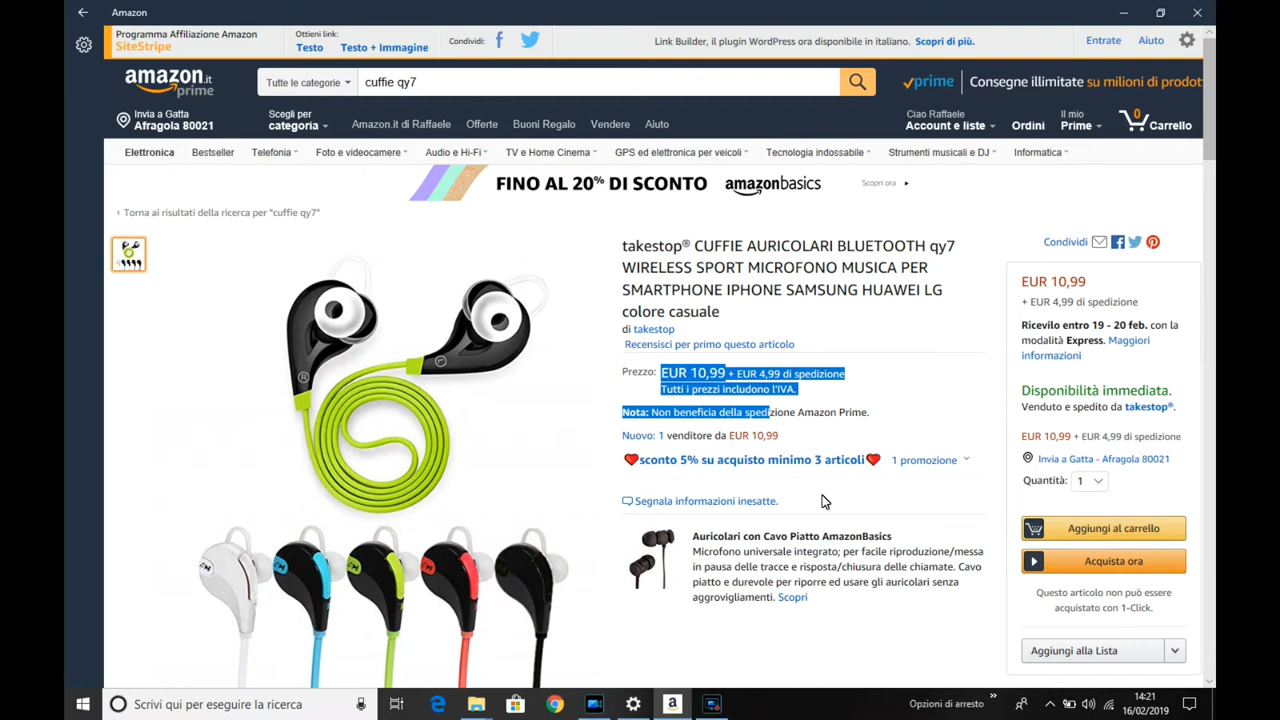 Amazon
Programma Affiliazione Amazon
SiteStripe
Ottieni link:
Testo
Testo + Immagine
Condividi:
Link Builder, il plugin WordPress ora disponibile in italiano. Scopri di più.
Entrate
Aiuto
amazon.it
prime
Tutte le categorie
cuffie qy7
prime
Consegne illimitate su milioni di prodot
Invia a Gatta
Afragola 80021
Scegli per
categoria
Amazon.it di Raffaele
Offerte
Buoni Regalo
Vendere
Aiuto
Ciao Raffaele
Account e liste
Ordini
Il mio
Prime
0
Carrello
Elettronica
Bestseller
Telefonia
Foto e videocamere
Audio e Hi-Fi
TV e Home Cinema
GPS ed elettronica per veicoli
Tecnologia indossabile
Strumenti musicali e DJ
Informatica
FINO AL 20% DI SCONTO
amazonbasics
Scopri ora
‹ Torna ai risultati della ricerca per "cuffie qy7"
takestop® CUFFIE AURICOLARI BLUETOOTH qy7
WIRELESS SPORT MICROFONO MUSICA PER
SMARTPHONE IPHONE SAMSUNG HUAWEI LG
colore casuale
di takestop
Recensisci per primo questo articolo
Prezzo: EUR 10,99 + EUR 4,99 di spedizione
Tutti i prezzi includono l'IVA.
Nota: Non beneficia della spedizione Amazon Prime.
Nuovo: 1 venditore da EUR 10,99
sconto 5% su acquisto minimo 3 articoli
1 promozione
Segnala informazioni inesatte.
Auricolari con Cavo Piatto AmazonBasics
Microfono universale integrato; per facile riproduzione/messa
in pausa delle tracce e risposta/chiusura delle chiamate. Cavo
piatto e durevole per riporre ed usare gli auricolari senza
aggrovigliamenti. Scopri
Condividi
EUR 10,99
+ EUR 4,99 di spedizione
Ricevilo entro 19 - 20 feb. con la
modalità Express. Maggiori
informazioni
Disponibilità immediata.
Venduto e spedito da takestop®.
EUR 10,99 + EUR 4,99 di spedizione
Invia a Gatta - Afragola 80021
Quantità: 1
Aggiungi al carrello
Acquista ora
Questo articolo non può essere
acquistato con 1-Click.
Aggiungi alla Lista
R
Scrivi qui per eseguire la ricerca
Opzioni di arresto
14:21
16/02/2019